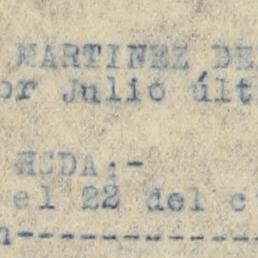 MARTINEZ DE
or Julio últ
HCDA:-
el 22 del c
n--------------